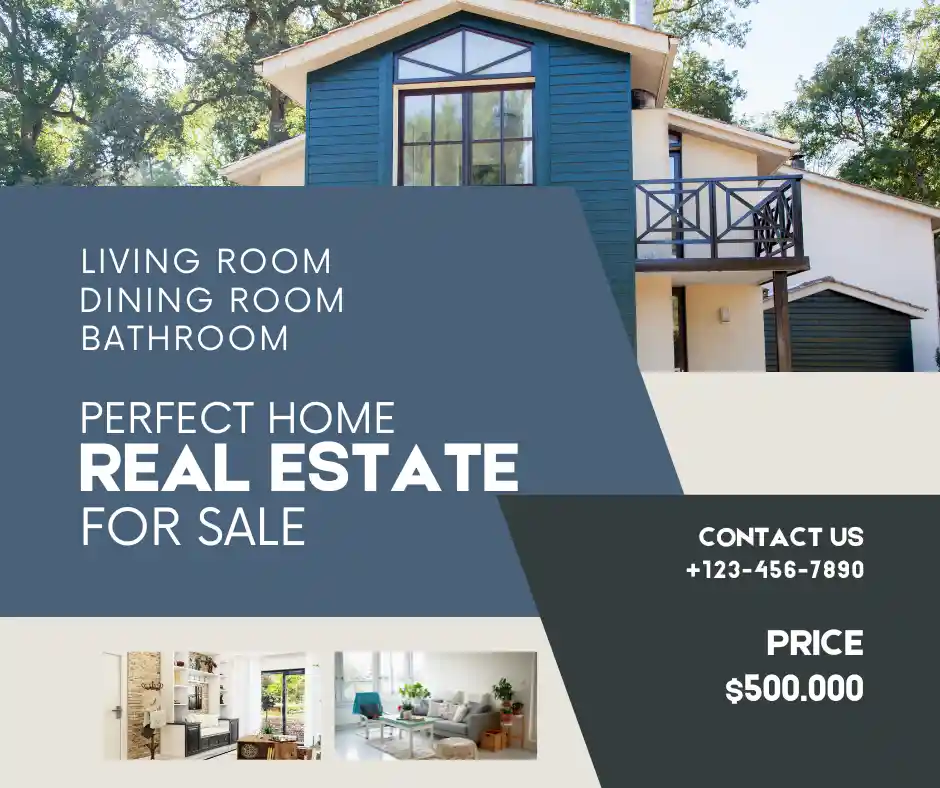 LIVING ROOM
DINING ROOM
BATHROOM
PERFECT HOME
REAL ESTATE
FOR SALE
CONTACT US
+123-456-7890
PRICE
$500.000